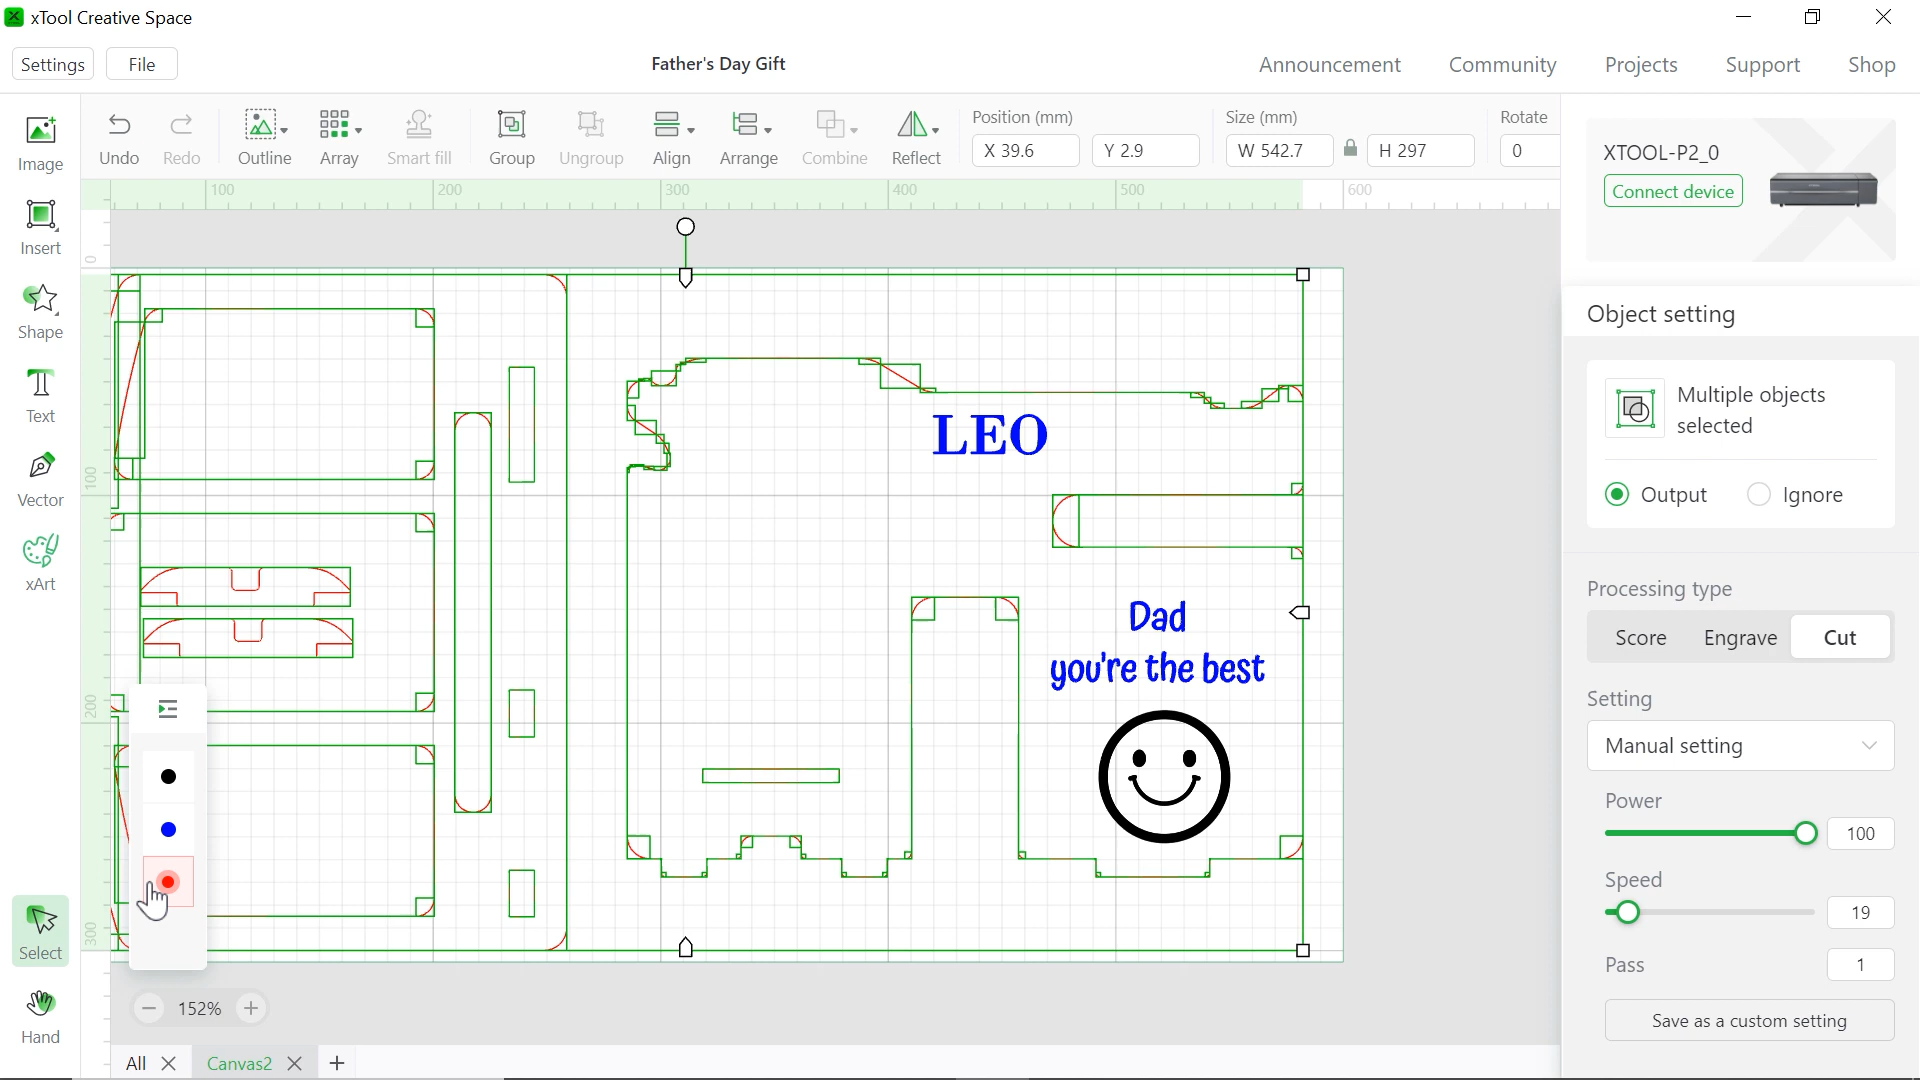 xTool Creative Space
Settings
File
Father's Day Gift
Announcement
Community
Projects
Support
Shop
Undo
Redo
Outline
Array
Smart fill
Group
Ungroup
Align
Arrange
Combine
Reflect
Position (mm)
X 39.6
Y 2.9
Size (mm)
W 542.7
H 297
Rotate
0
Image
Insert
Shape
Text
Vector
xArt
Select
Hand
100
200
300
400
500
600
0
100
200
300
LEO
Dad
you're the best
152%
All
Canvas2
XTOOL-P2_0
Connect device
Object setting
Multiple objects
selected
Output
Ignore
Processing type
Score
Engrave
Cut
Setting
Manual setting
Power
100
Speed
19
Pass
1
Save as a custom setting